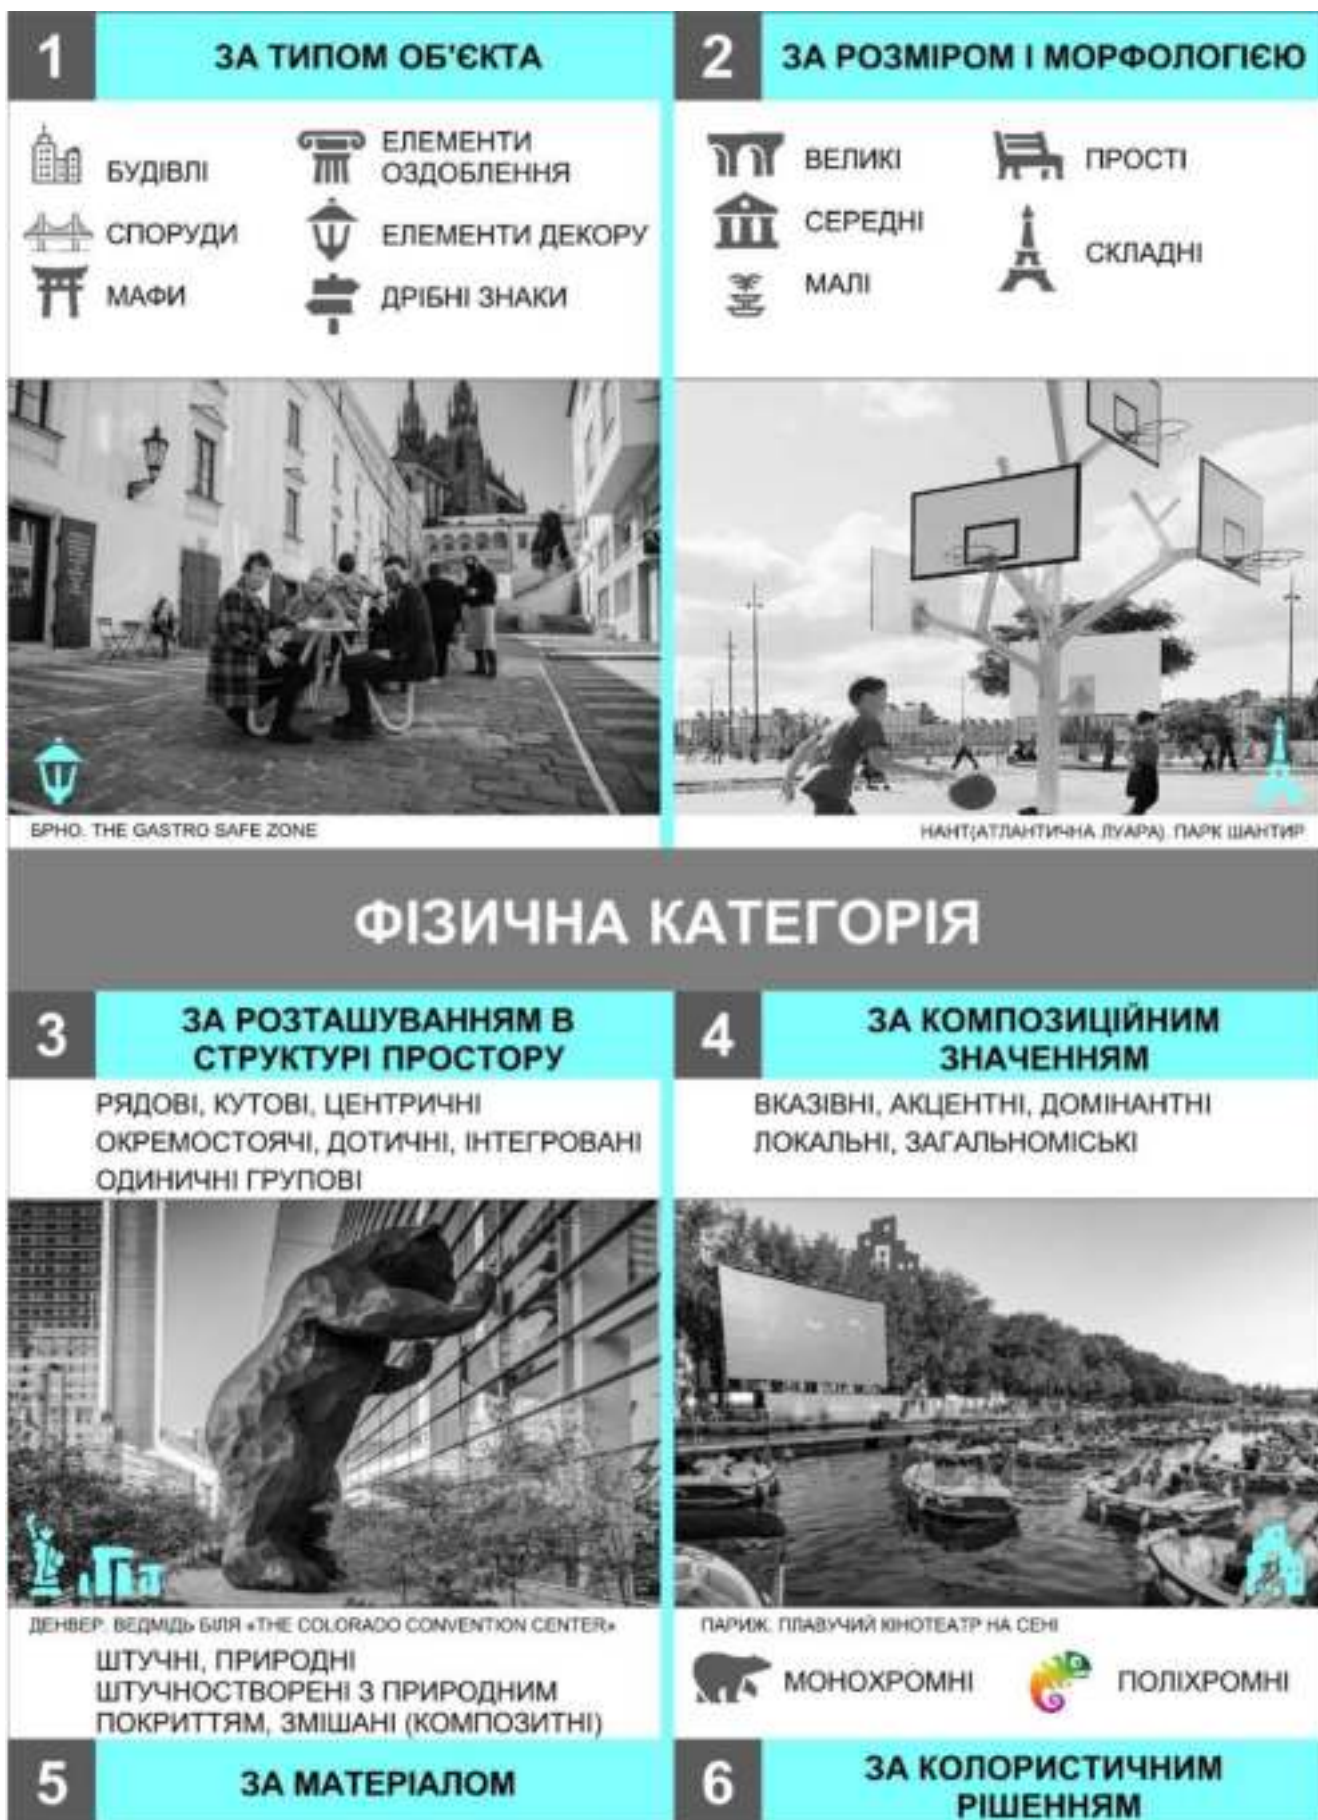 1
ЗА ТИПОМ ОБ'ЄКТА
БУДІВЛІ
СПОРУДИ
МАФИ
ЕЛЕМЕНТИ
ОЗДОБЛЕННЯ
ЕЛЕМЕНТИ ДЕКОРУ
ДРІБНІ ЗНАКИ
БРНО. THE GASTRO SAFE ZONE
2
ЗА РОЗМІРОМ І МОРФОЛОГІЄЮ
ВЕЛИКІ
СЕРЕДНІ
МАЛІ
ПРОСТІ
СКЛАДНІ
НАНТ(АТЛАНТИЧНА ЛУАРА). ПАРК ШАНТИР
ФІЗИЧНА КАТЕГОРІЯ
3
ЗА РОЗТАШУВАННЯМ В
СТРУКТУРІ ПРОСТОРУ
РЯДОВІ, КУТОВІ, ЦЕНТРИЧНІ
ОКРЕМОСТОЯЧІ, ДОТИЧНІ, ІНТЕГРОВАНІ
ОДИНИЧНІ ГРУПОВІ
ДЕНВЕР. ВЕДМІДЬ БІЛЯ «THE COLORADO CONVENTION CENTER»
4
ЗА КОМПОЗИЦІЙНИМ
ЗНАЧЕННЯМ
ВКАЗІВНІ, АКЦЕНТНІ, ДОМІНАНТНІ
ЛОКАЛЬНІ, ЗАГАЛЬНОМІСЬКІ
ПАРИЖ. ПЛАВУЧИЙ КІНОТЕАТР НА СЕНІ
ШТУЧНІ, ПРИРОДНІ
ШТУЧНОСТВОРЕНІ З ПРИРОДНИМ
ПОКРИТТЯМ, ЗМІШАНІ (КОМПОЗИТНІ)
5
ЗА МАТЕРІАЛОМ
МОНОХРОМНІ
ПОЛІХРОМНІ
6
ЗА КОЛОРИСТИЧНИМ
РІШЕННЯМ